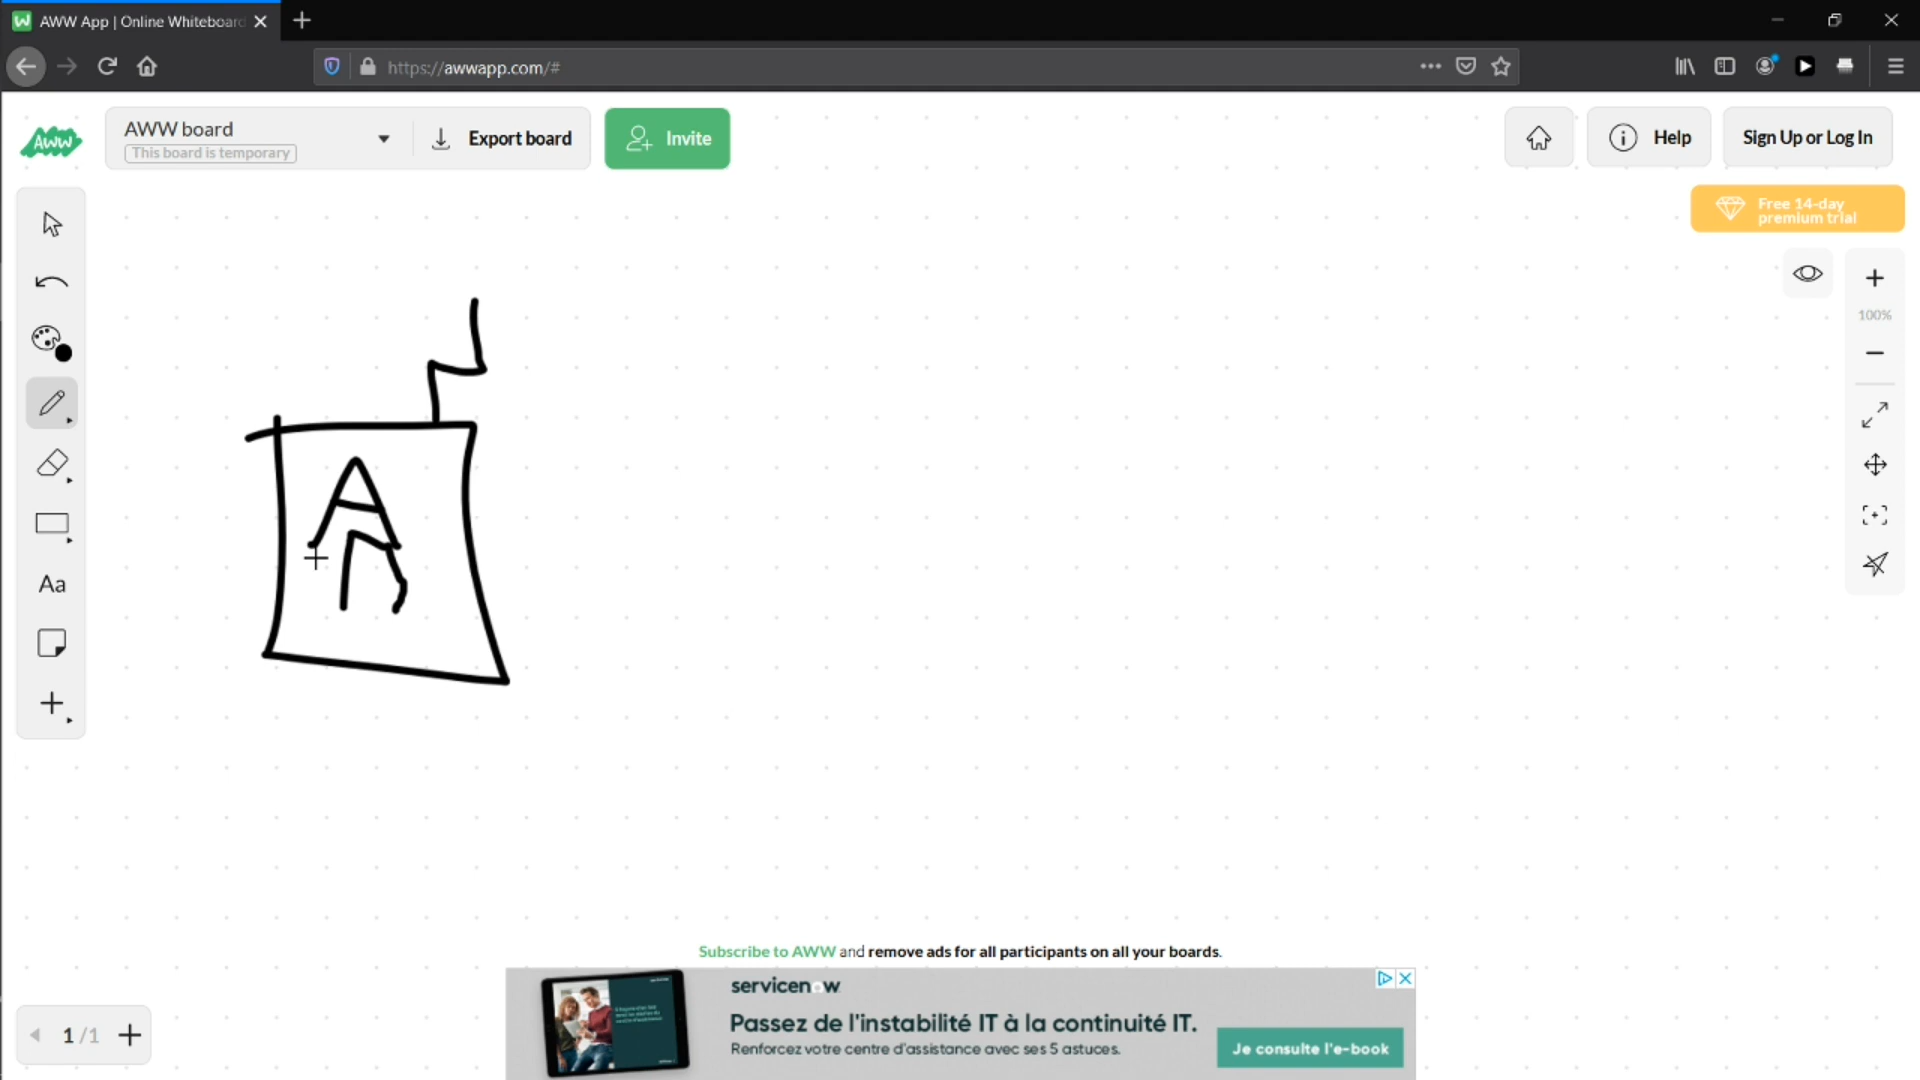 AWW App | Online Whiteboard
https://awwapp.com/#
AWW
AWW board
This board is temporary
Export board
Invite
Help
Sign Up or Log In
Free 14-day
premium trial
100%
A
Aa
Subscribe to AWW and remove ads for all participants on all your boards.
servicenow
Passez de l'instabilité IT à la continuité IT.
Renforcez votre centre d'assistance avec ses 5 astuces.
Je consulte l'e-book
1 /1